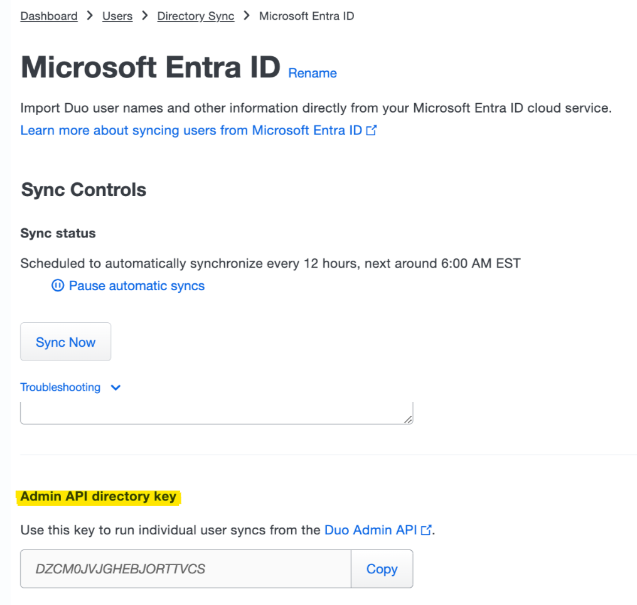 Dashboard > Users > Directory Sync > Microsoft Entra ID
Microsoft Entra ID Rename
Import Duo user names and other information directly from your Microsoft Entra ID cloud service.
Learn more about syncing users from Microsoft Entra ID
Sync Controls
Sync status
Scheduled to automatically synchronize every 12 hours, next around 6:00 AM EST
Pause automatic syncs
Sync Now
Troubleshooting
Admin API directory key
Use this key to run individual user syncs from the Duo Admin API.
DZCM0JVJGHEBJORTTVCS Copy